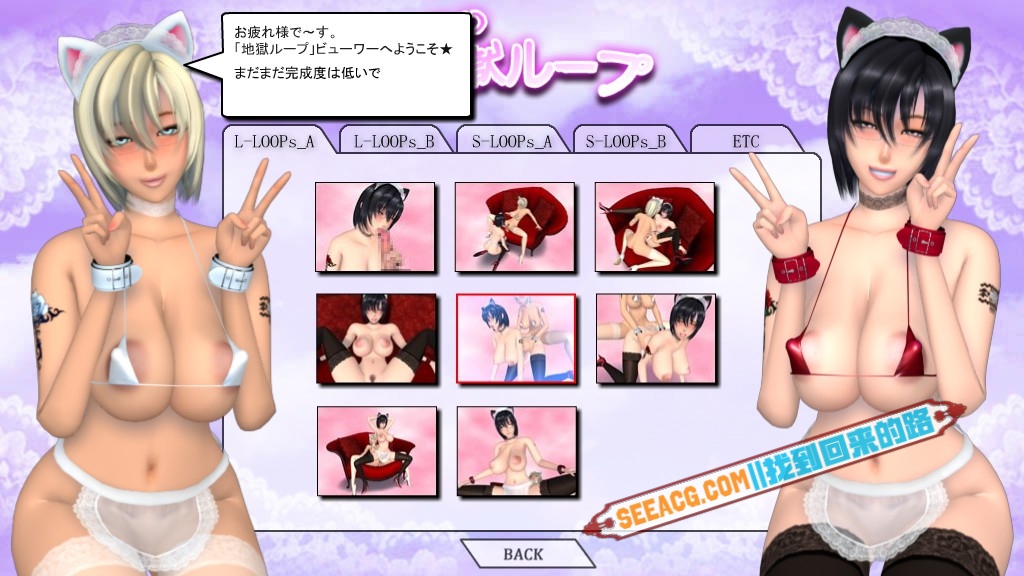 お疲れ様で～す。
「地獄ループ」ビューワーへようこそ★
まだまだ完成度は低いで
の
獄ループ
L-LOOPs_A
L-LOOPs_B
S-LOOPs_A
S-LOOPs_B
ETC
SEEACG.COM||找到回来的路
BACK